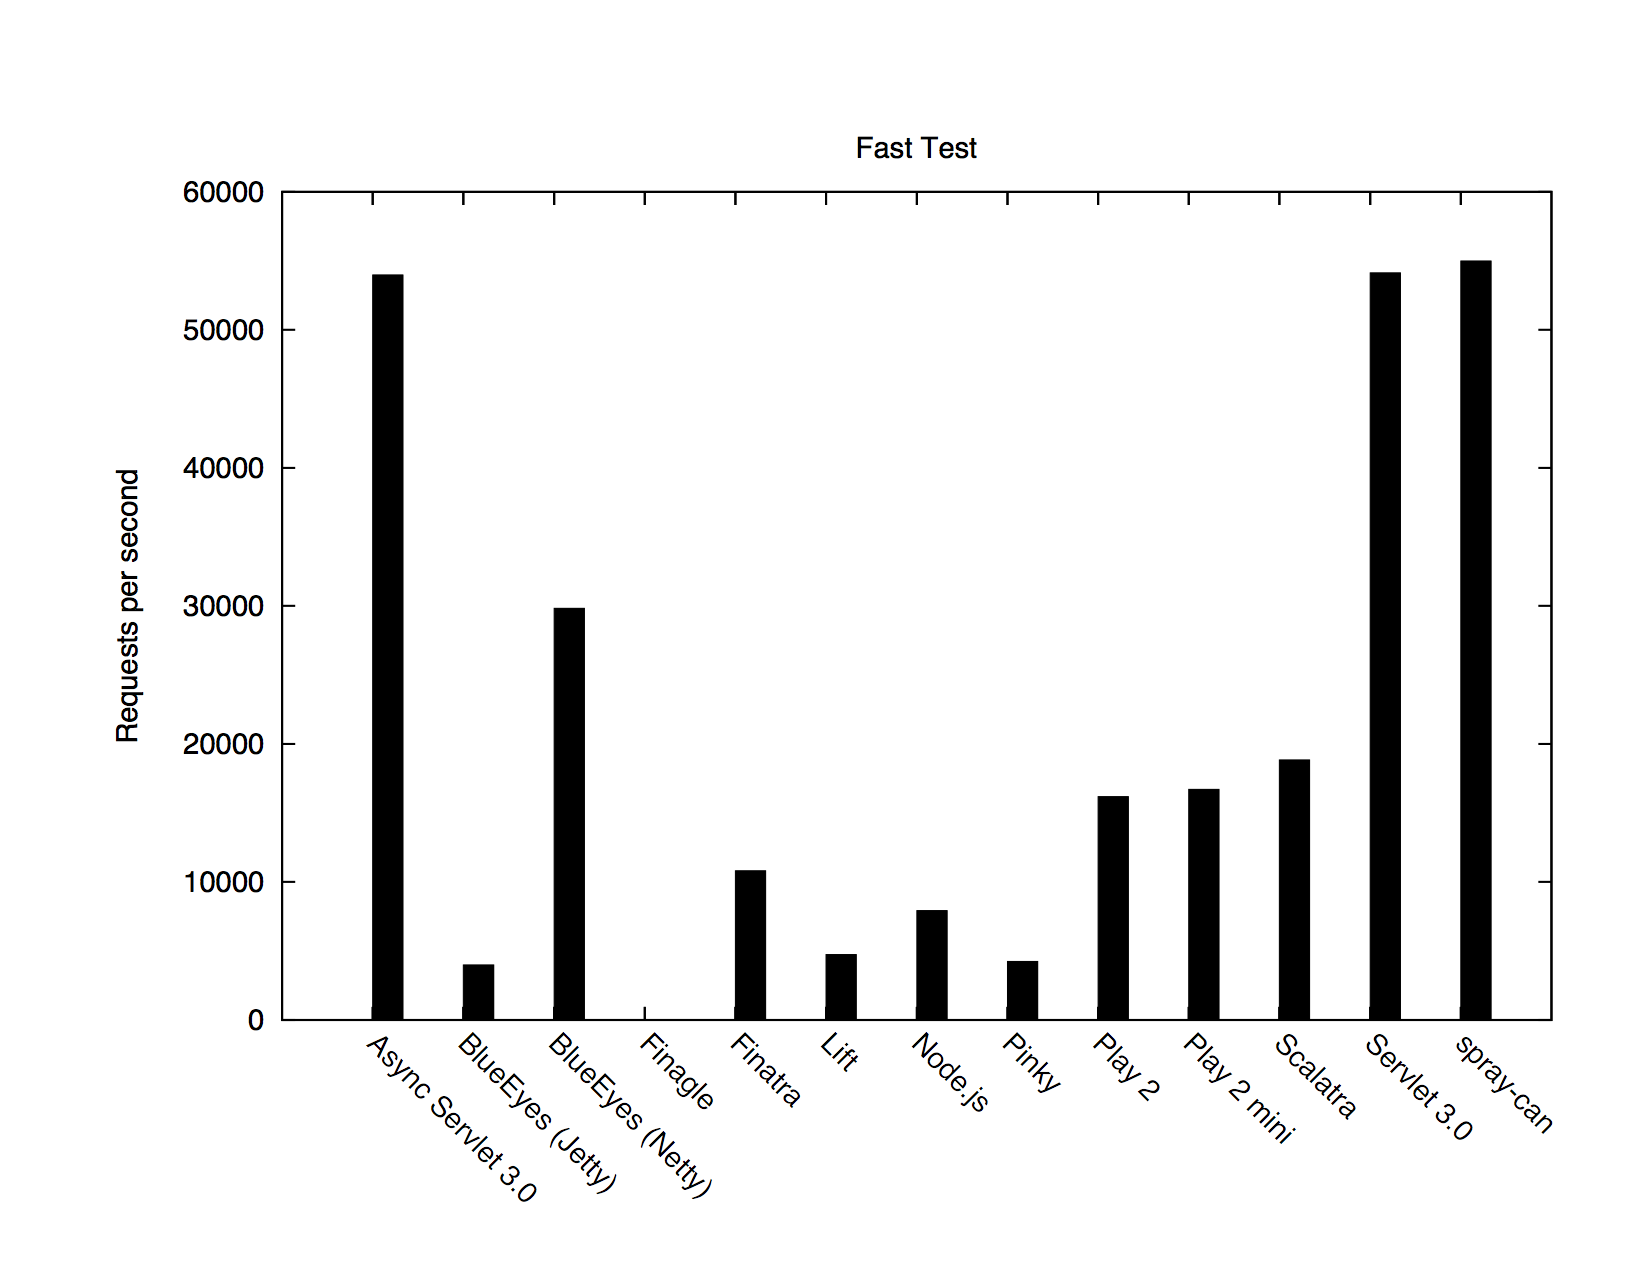 Fast Test
60000
50000
40000
30000
20000
10000
0
Requests per second
Async Servlet 3.0
BlueEyes (Jetty)
BlueEyes (Netty)
Finagle
Finatra
Lift
Node.js
Pinky
Play 2
Play 2 mini
Scalatra
Servlet 3.0
spray-can